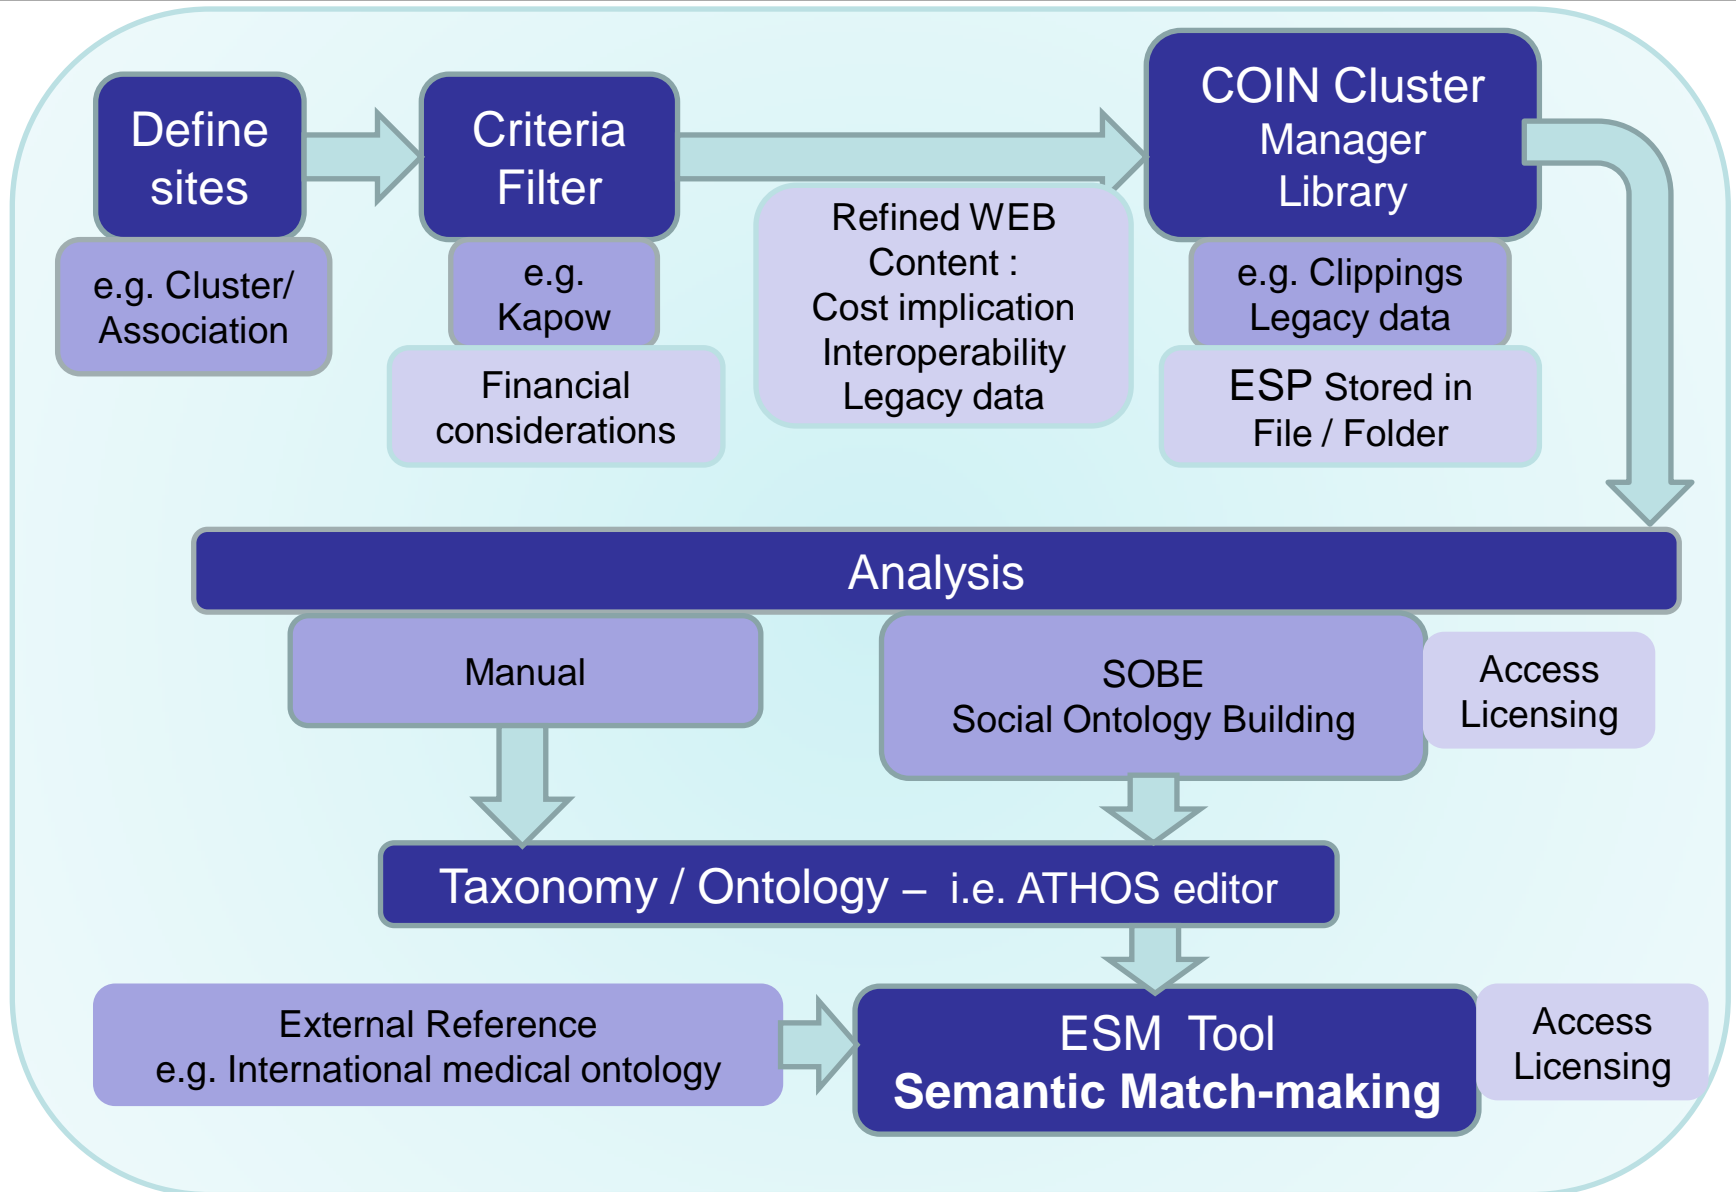 Define
sites
e.g. Cluster/
Association
Criteria
Filter
e.g.
Kapow
Financial
considerations
Refined WEB
Content :
Cost implication
Interoperability
Legacy data
COIN Cluster
Manager
Library
e.g. Clippings
Legacy data
ESP Stored in
File / Folder
Analysis
Manual
SOBE
Social Ontology Building
Access
Licensing
Taxonomy / Ontology – i.e. ATHOS editor
External Reference
e.g. International medical ontology
ESM Tool
Semantic Match-making
Access
Licensing